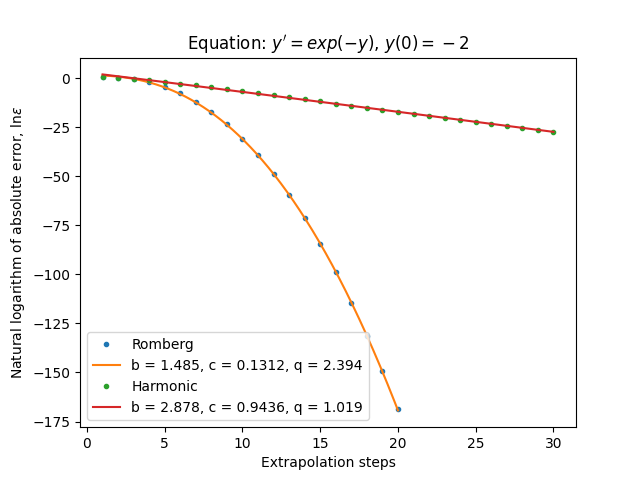 Equation: y′ = exp(−y), y(0) = −2
Natural logarithm of absolute error, lnε
0
−25
−50
−75
−100
−125
−150
−175
Romberg
b = 1.485, c = 0.1312, q = 2.394
Harmonic
b = 2.878, c = 0.9436, q = 1.019
0 5 10 15 20 25 30
Extrapolation steps